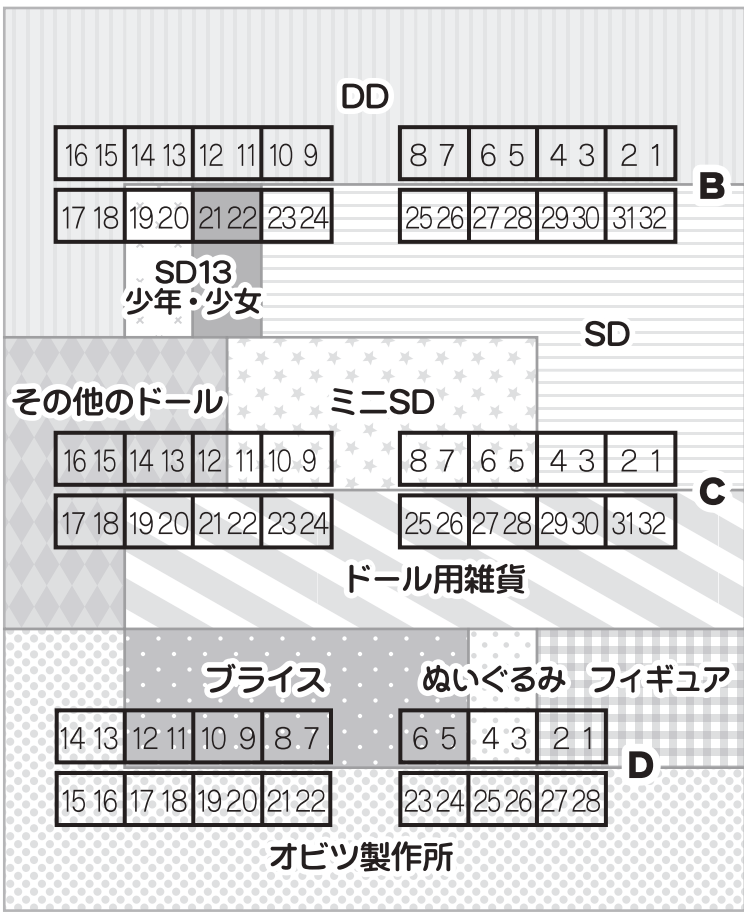 DD
16 15 14 13 12 11 10 9 8 7 6 5 4 3 2 1
B
17 18 19 20 21 22 23 24 25 26 27 28 29 30 31 32
SD13
少年・少女
SD
その他のドール ミニSD
16 15 14 13 12 11 10 9 8 7 6 5 4 3 2 1
C
17 18 19 20 21 22 23 24 25 26 27 28 29 30 31 32
ドール用雑貨
ブライス ぬいぐるみ フィギュア
14 13 12 11 10 9 8 7 6 5 4 3 2 1
D
15 16 17 18 19 20 21 22 23 24 25 26 27 28
オビツ製作所